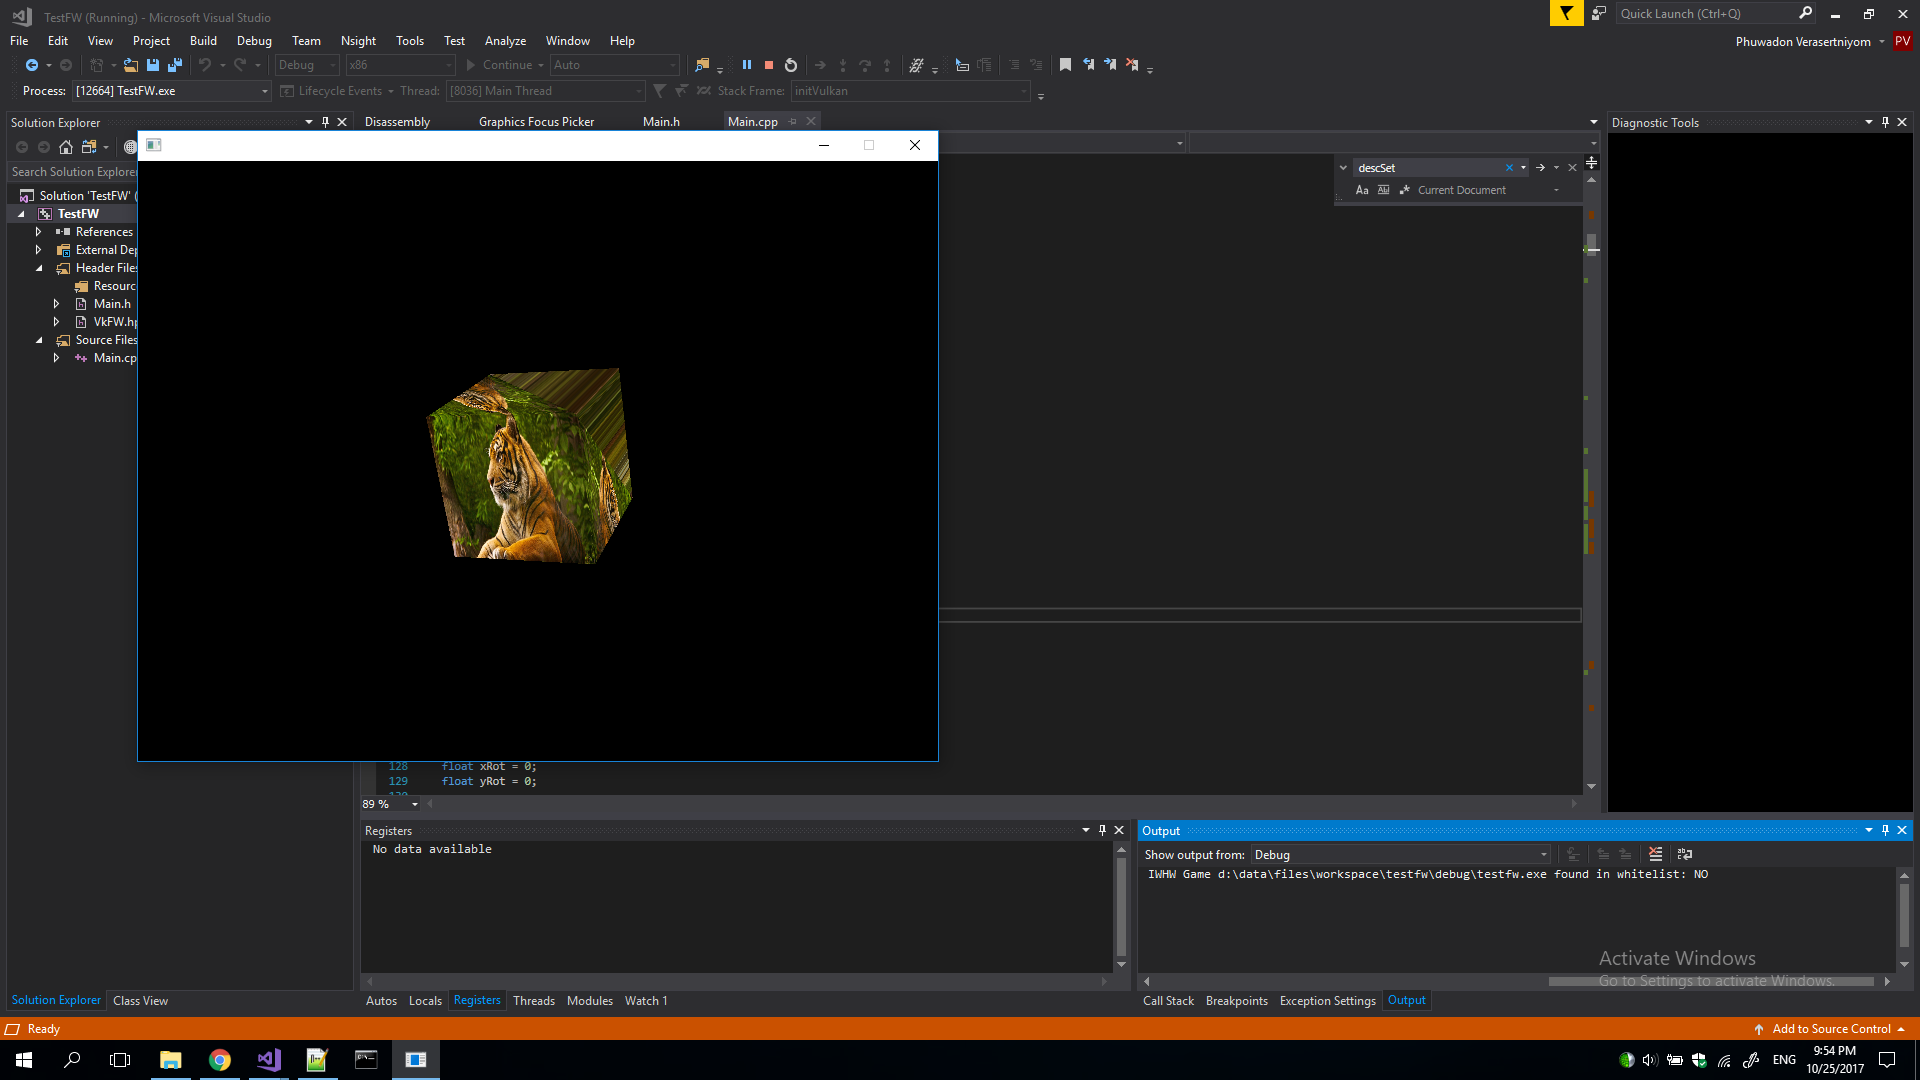 TestFW (Running) - Microsoft Visual Studio
Quick Launch (Ctrl+Q)
File Edit View Project Build Debug Team Nsight Tools Test Analyze Window Help
Phuwadon Verasertniyom PV
Debug x86 Continue Auto
Process: [12664] TestFW.exe Lifecycle Events Thread: [8036] Main Thread Stack Frame: initVulkan
Solution Explorer
Disassembly Graphics Focus Picker Main.h Main.cpp
Diagnostic Tools
Search Solution Explorer
descSet
Aa Ab Current Document
Solution 'TestFW' (
TestFW
References
External De
Header Files
Resourc
Main.h
VkFW.h
Source Files
Main.cp
128 float xRot = 0;
129 float yRot = 0;
130
89 %
Registers
No data available
Output
Show output from: Debug
IWHW Game d:\data\files\workspace\testfw\debug\testfw.exe found in whitelist: NO
Activate Windows
Go to Settings to activate Windows.
Solution Explorer Class View
Autos Locals Registers Threads Modules Watch 1
Call Stack Breakpoints Exception Settings Output
Ready
Add to Source Control
ENG
9:54 PM
10/25/2017